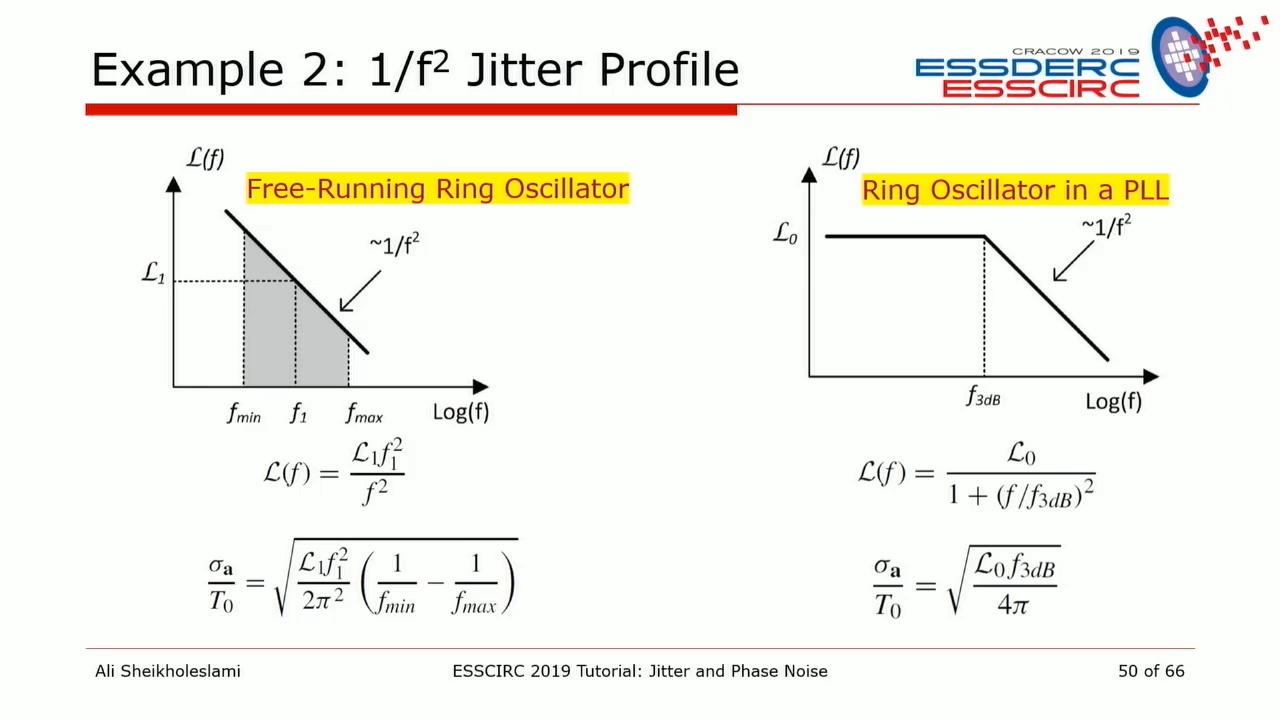 Example 2: 1/f² Jitter Profile
CRACOW 2019
ESSDERC
ESSCIRC
ℒ(f)
Free-Running Ring Oscillator
~1/f²
ℒ₁
f_min f₁ f_max Log(f)
ℒ(f) = ℒ₁f₁² / f²
σₐ/T₀ = √(ℒ₁f₁²/2π² (1/f_min − 1/f_max))
ℒ(f)
Ring Oscillator in a PLL
~1/f²
ℒ₀
f_3dB Log(f)
ℒ(f) = ℒ₀ / 1 + (f/f_3dB)²
σₐ/T₀ = √(ℒ₀f_3dB/4π)
Ali Sheikholeslami ESSCIRC 2019 Tutorial: Jitter and Phase Noise 50 of 66